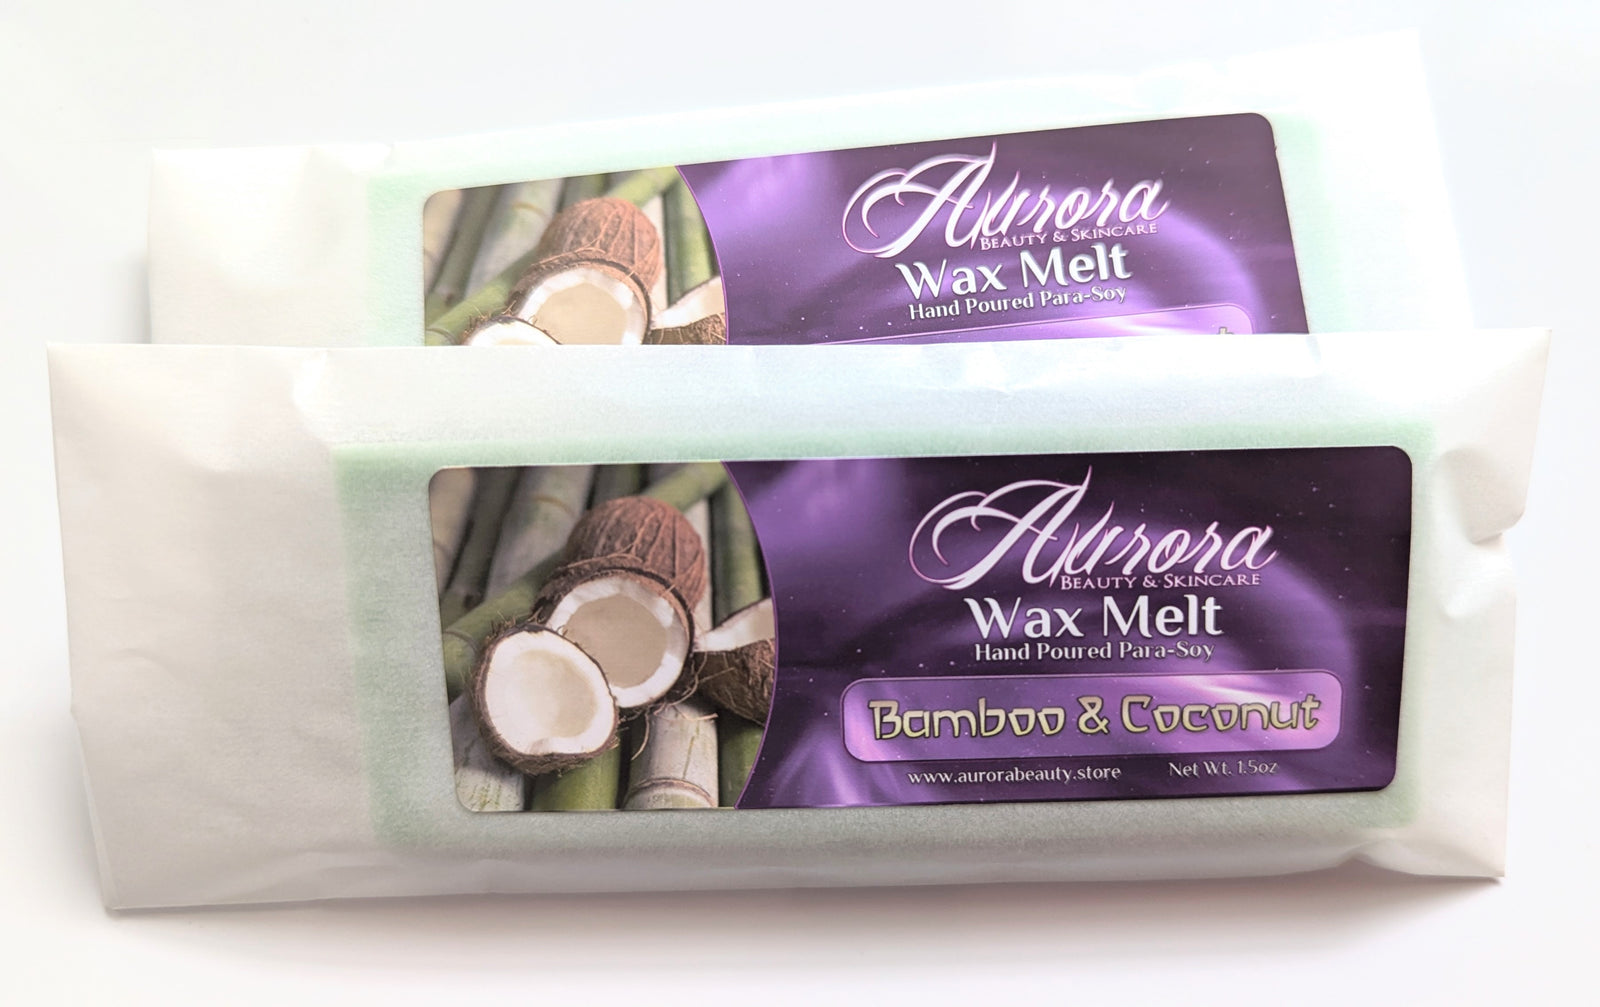 Aurora
BEAUTY & SKINCARE
Wax Melt
Hand Poured Para-Soy
Aurora
BEAUTY & SKINCARE
Wax Melt
Hand Poured Para-Soy
Bamboo & Coconut
www.aurorabeauty.store Net Wt. 1.5oz